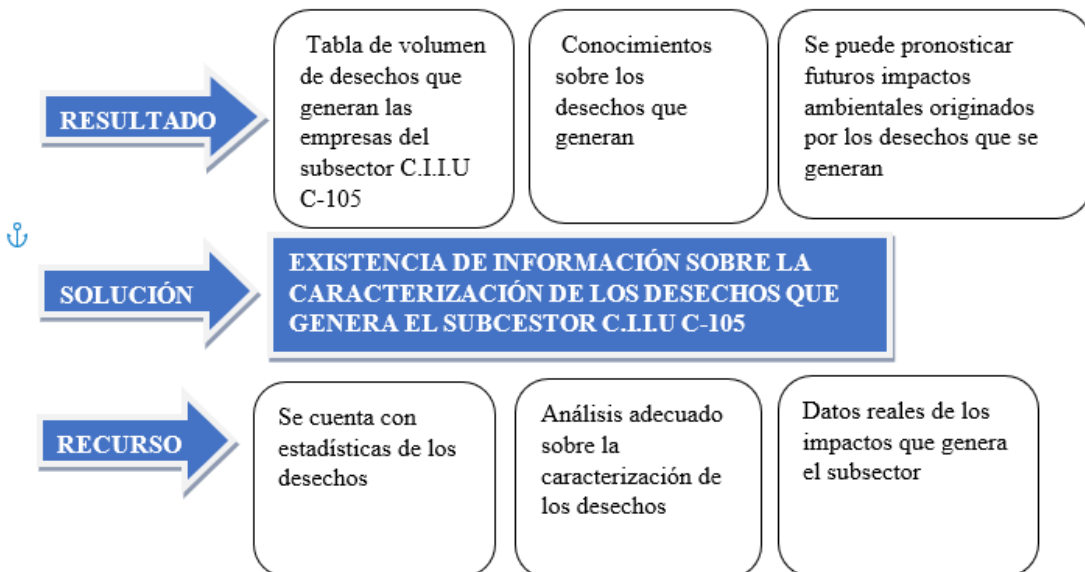 RESULTADO
Tabla de volumen
de desechos que
generan las
empresas del
subsector C.I.I.U
C-105
Conocimientos
sobre los
desechos que
generan
Se puede pronosticar
futuros impactos
ambientales originados
por los desechos que se
generan
SOLUCIÓN
EXISTENCIA DE INFORMACIÓN SOBRE LA
CARACTERIZACIÓN DE LOS DESECHOS QUE
GENERA EL SUBCESTOR C.I.I.U C-105
RECURSO
Se cuenta con
estadísticas de los
desechos
Análisis adecuado
sobre la
caracterización de
los desechos
Datos reales de los
impactos que genera
el subsector